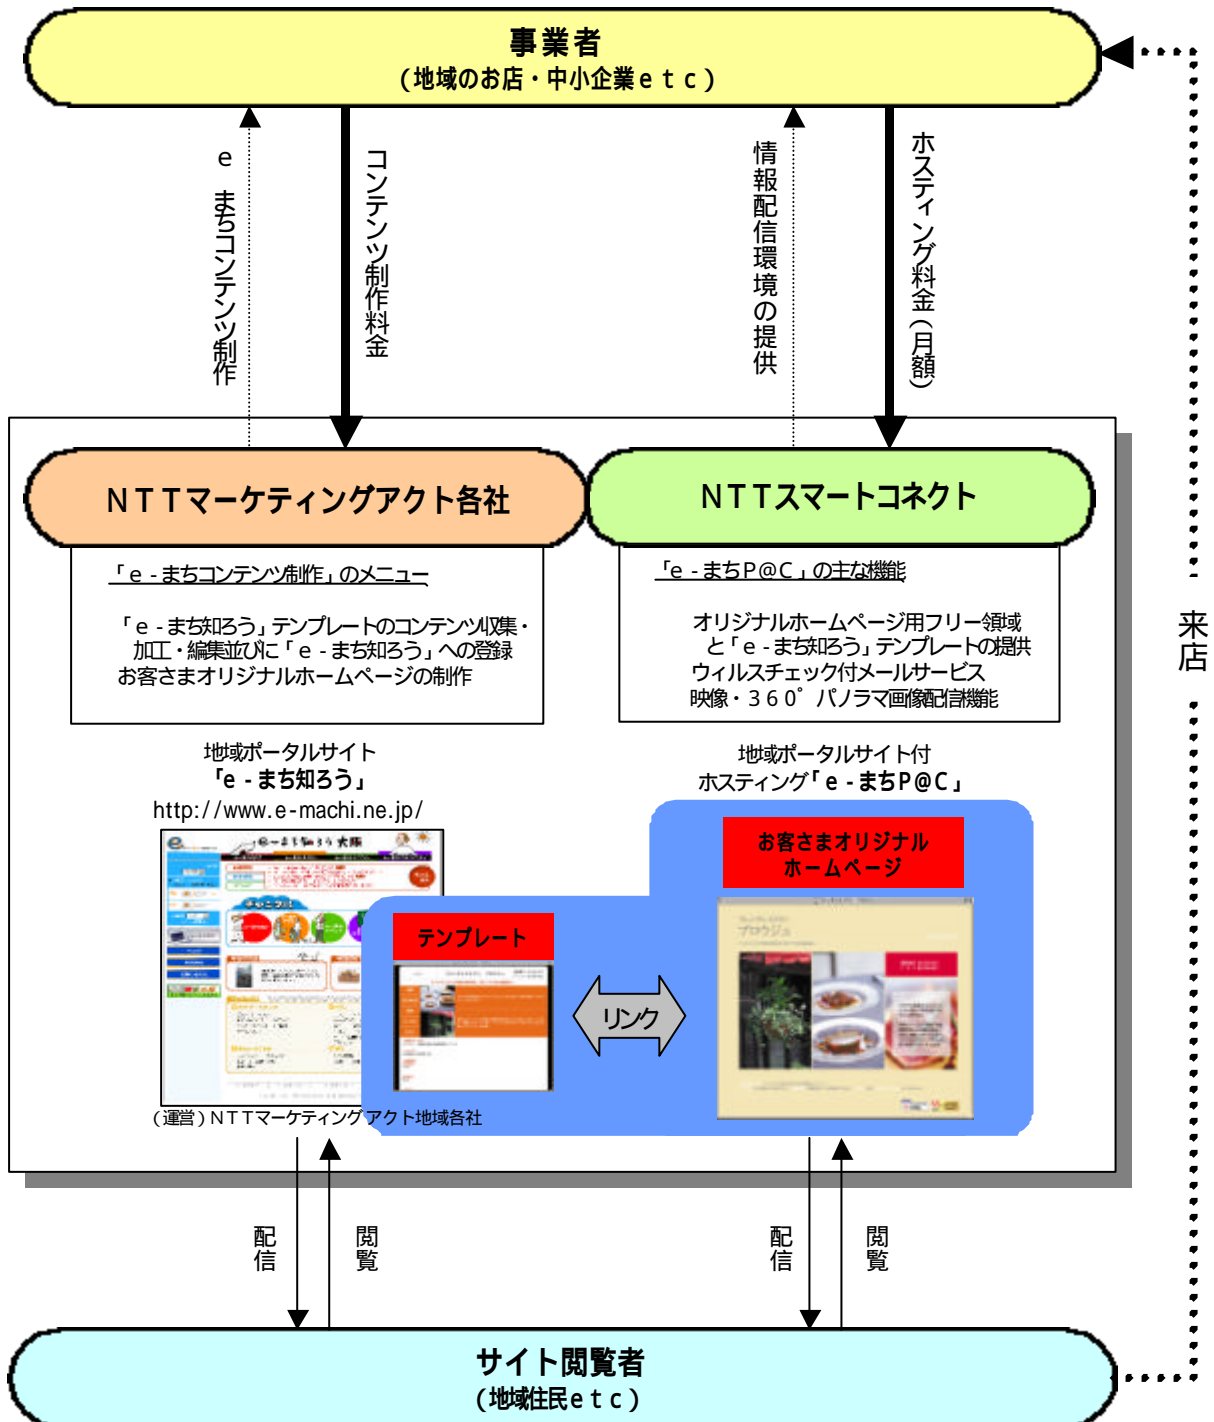 事業者
(地域のお店・中小企業ｅｔｃ)
ｅ まちコンテンツ制作
コンテンツ制作料金
情報配信環境の提供
ホスティング料金(月額)
ＮＴＴマーケティングアクト各社
ＮＴＴスマートコネクト
「ｅ‐まちコンテンツ制作」のメニュー
「ｅ‐まち知ろう」テンプレートのコンテンツ収集・
加工・編集並びに「ｅ‐まち知ろう」への登録
お客さまオリジナルホームページの制作
「ｅ‐まちＰ＠Ｃ」の主な機能
オリジナルホームページ用フリー領域
と「ｅ‐まち知ろう」テンプレートの提供
ウィルスチェック付メールサービス
映像・３６０°パノラマ画像配信機能
来店
地域ポータルサイト
「ｅ‐まち知ろう」
http://www.e-machi.ne.jp/
地域ポータルサイト付
ホスティング「ｅ‐まちＰ＠Ｃ」
e-まち知ろう大阪
お客さまオリジナル
ホームページ
テンプレート
プロヴジュ
リンク
(運営)ＮＴＴマーケティングアクト地域各社
配信
閲覧
配信
閲覧
サイト閲覧者
(地域住民ｅｔｃ)